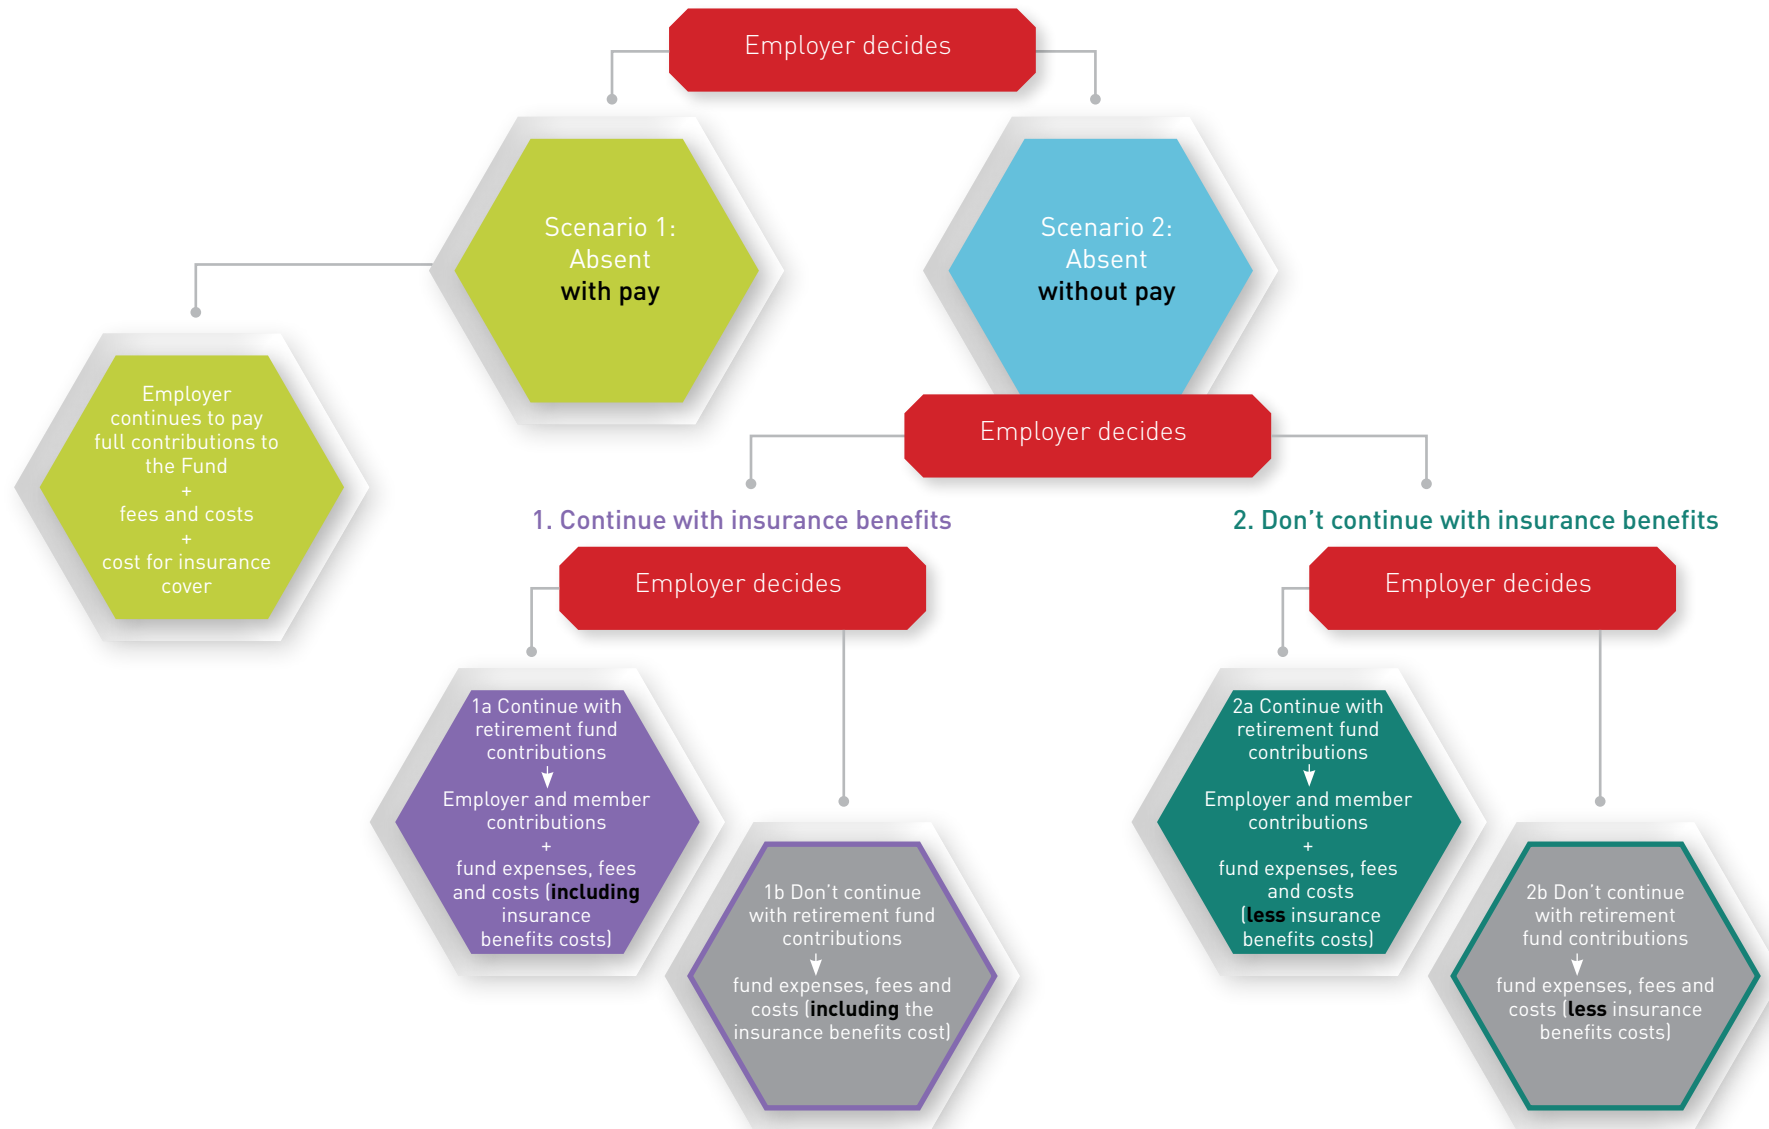 Employer decides
Scenario 1:
Absent
with pay
Scenario 2:
Absent
without pay
Employer
continues to pay
full contributions to
the Fund
+
fees and costs
+
cost for insurance
cover
Employer decides
1. Continue with insurance benefits
2. Don’t continue with insurance benefits
Employer decides
Employer decides
1a Continue with
retirement fund
contributions
Employer and member
contributions
+
fund expenses, fees
and costs (including
insurance
benefits costs)
1b Don’t continue
with retirement fund
contributions
fund expenses, fees and
costs (including the
insurance benefits cost)
2a Continue with
retirement fund
contributions
Employer and member
contributions
+
fund expenses, fees
and costs
(less insurance
benefits costs)
2b Don’t continue
with retirement
fund contributions
fund expenses, fees and
costs (less insurance
benefits costs)